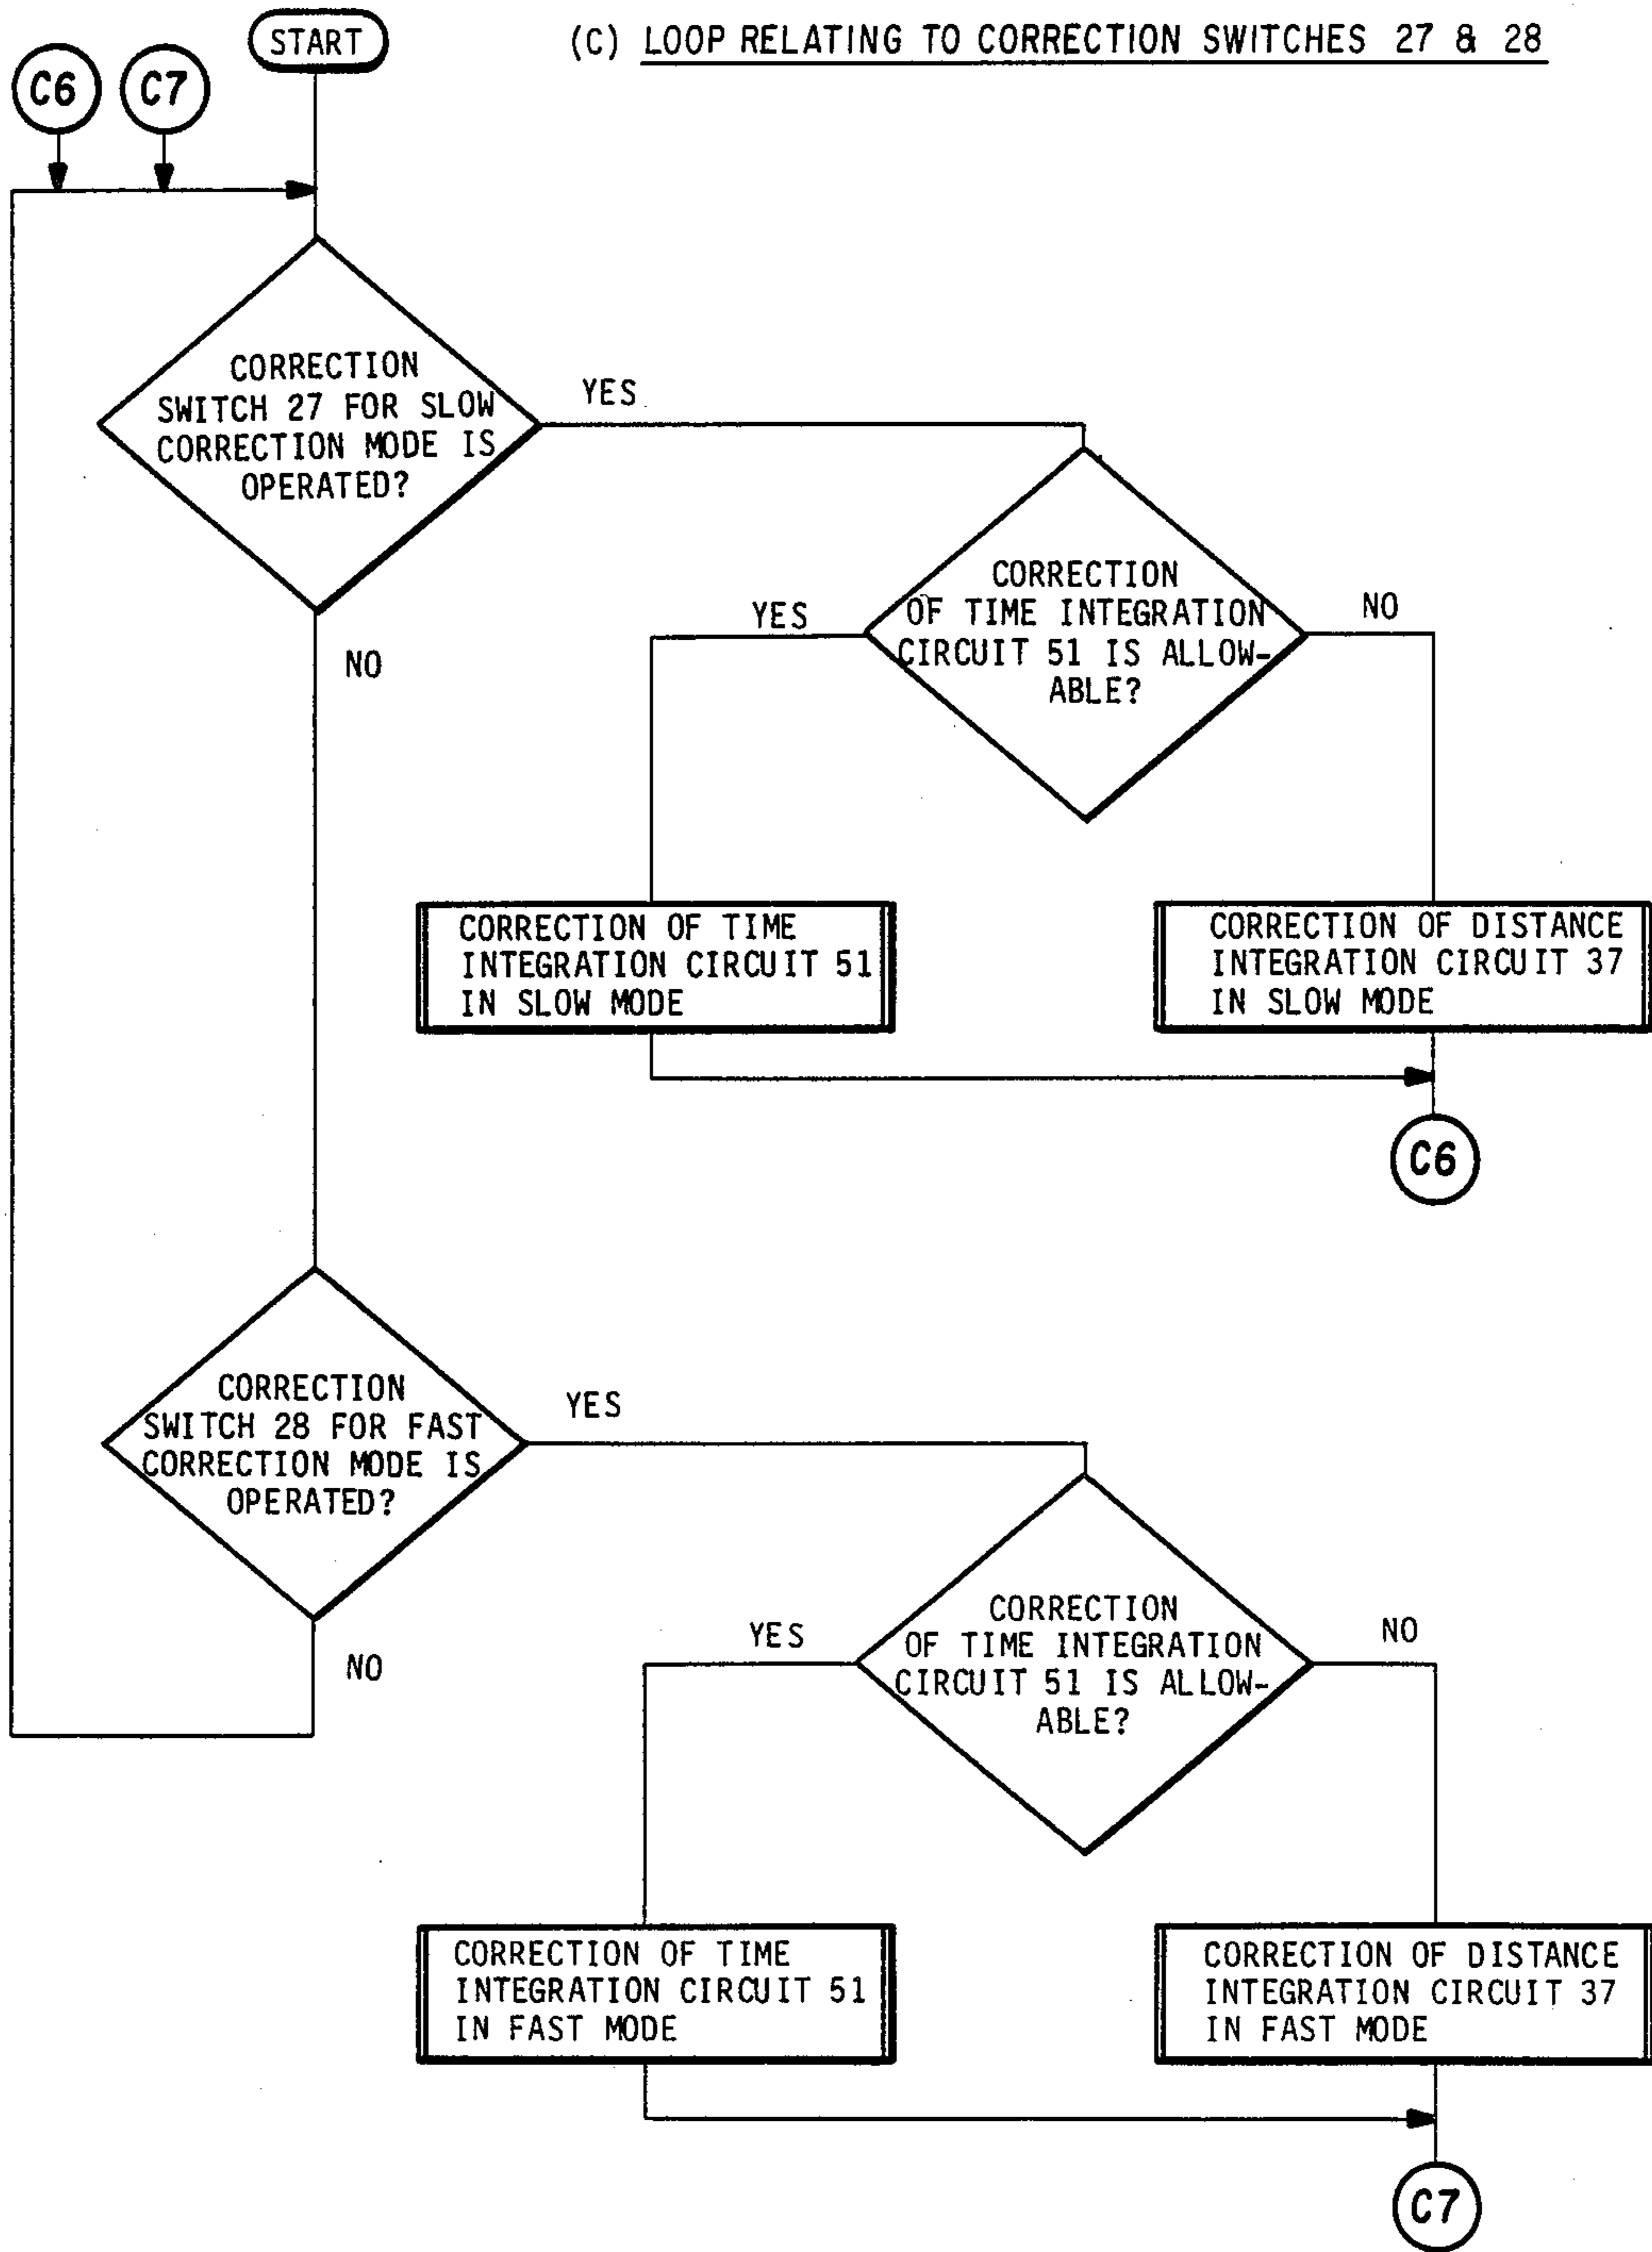 START
(C) LOOP RELATING TO CORRECTION SWITCHES 27 & 28
C6
C7
CORRECTION
SWITCH 27 FOR SLOW
CORRECTION MODE IS
OPERATED?
YES
NO
CORRECTION
OF TIME INTEGRATION
CIRCUIT 51 IS ALLOW-
ABLE?
YES
NO
CORRECTION OF TIME
INTEGRATION CIRCUIT 51
IN SLOW MODE
CORRECTION OF DISTANCE
INTEGRATION CIRCUIT 37
IN SLOW MODE
C6
CORRECTION
SWITCH 28 FOR FAST
CORRECTION MODE IS
OPERATED?
YES
NO
CORRECTION
OF TIME INTEGRATION
CIRCUIT 51 IS ALLOW-
ABLE?
YES
NO
CORRECTION OF TIME
INTEGRATION CIRCUIT 51
IN FAST MODE
CORRECTION OF DISTANCE
INTEGRATION CIRCUIT 37
IN FAST MODE
C7